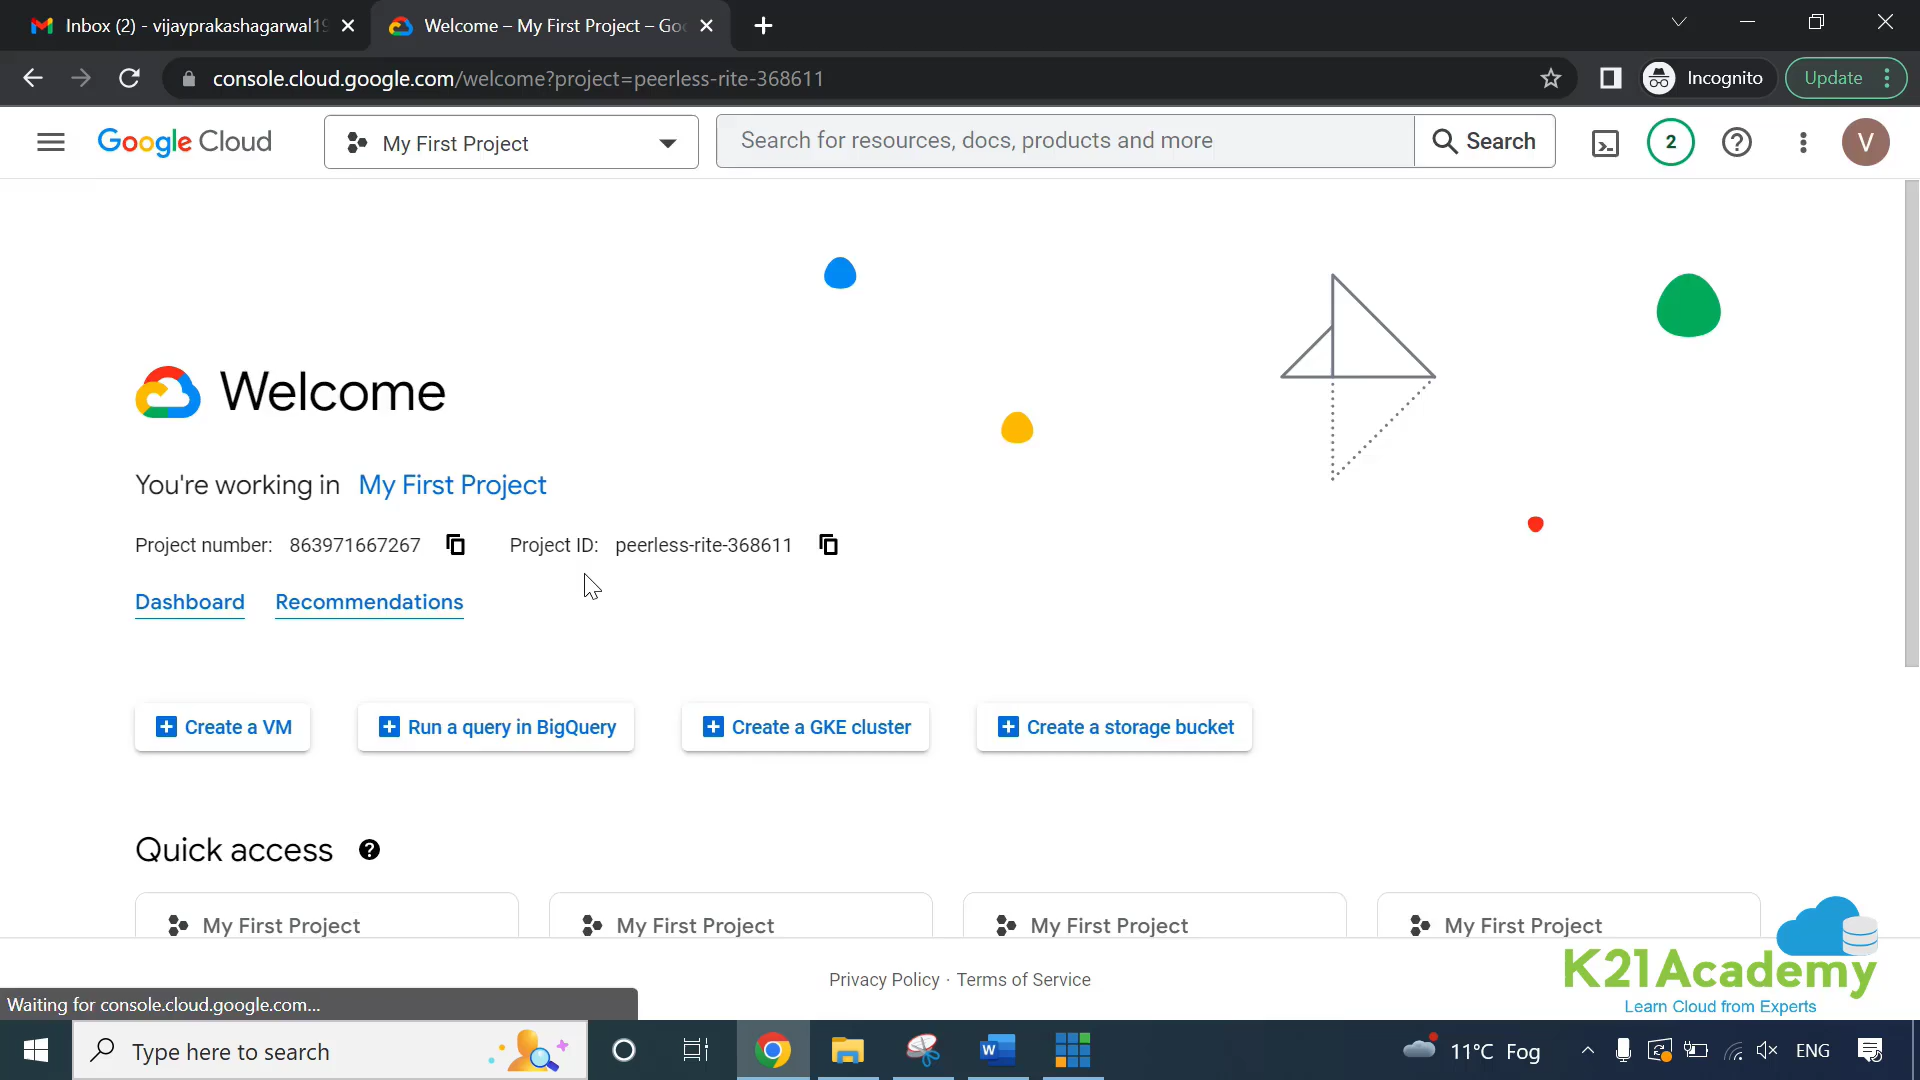 Inbox (2) - vijayprakashagarwal19
Welcome – My First Project – Goo
console.cloud.google.com/welcome?project=peerless-rite-368611
Incognito
Update
Google Cloud
My First Project
Search for resources, docs, products and more
Search
2
V
Welcome
You're working in My First Project
Project number: 863971667267
Project ID: peerless-rite-368611
Dashboard
Recommendations
Create a VM
Run a query in BigQuery
Create a GKE cluster
Create a storage bucket
Quick access
My First Project
My First Project
My First Project
My First Project
K21Academy
Learn Cloud from Experts
Privacy Policy · Terms of Service
Waiting for console.cloud.google.com...
Type here to search
11°C Fog
ENG